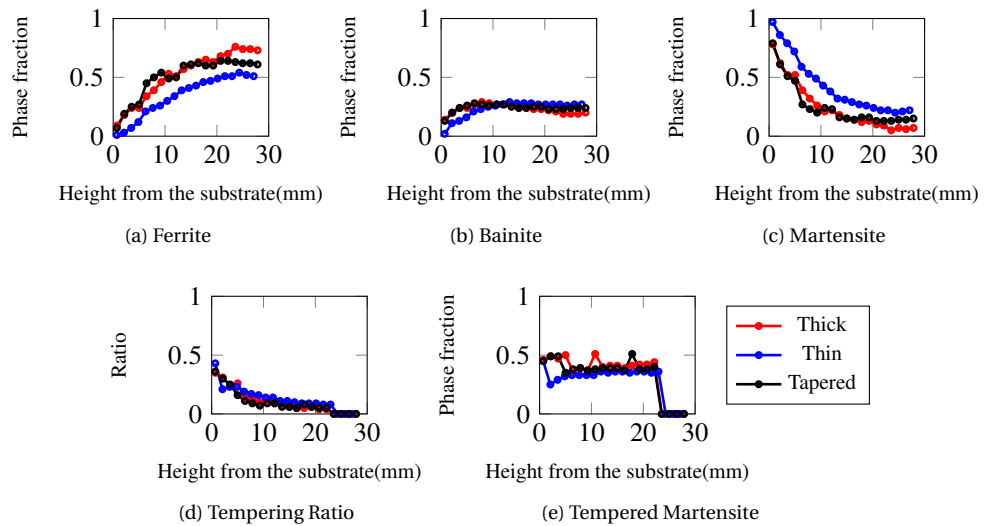 1
0.5
0
0 10 20 30
Phase fraction
Height from the substrate(mm)
(a) Ferrite
1
0.5
0
0 10 20 30
Phase fraction
Height from the substrate(mm)
(b) Bainite
1
0.5
0
0 10 20 30
Phase fraction
Height from the substrate(mm)
(c) Martensite
1
0.5
0
0 10 20 30
Ratio
Height from the substrate(mm)
(d) Tempering Ratio
1
0.5
0
0 10 20 30
Phase fraction
Height from the substrate(mm)
(e) Tempered Martensite
Thick
Thin
Tapered